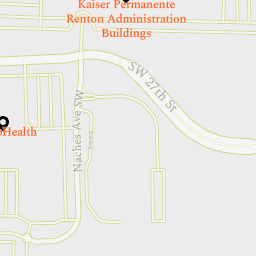 Kaiser Permanente
Renton Administration
Buildings
SW 27th St
Naches Ave SW
Health